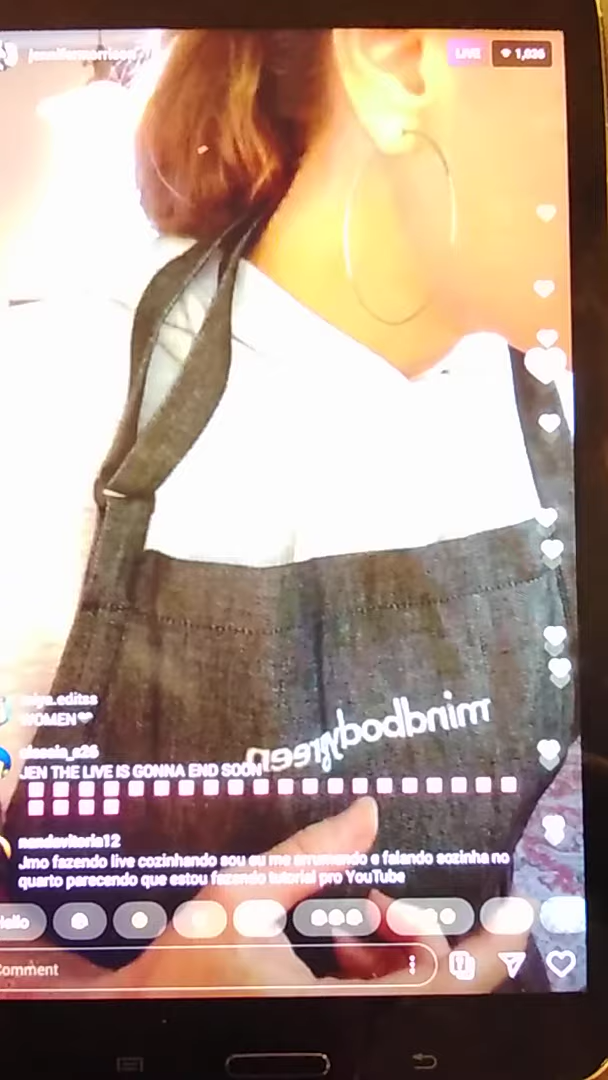 LIVE
1,036
mindbodygreen
WOMEN
JEN THE LIVE IS GONNA END SOON
nandavitoria12
Jmo fazendo live cozinhando sou eu me arrumando e falando sozinha no
quarto parecendo que estou fazendo tutorial pro YouTube
Comment